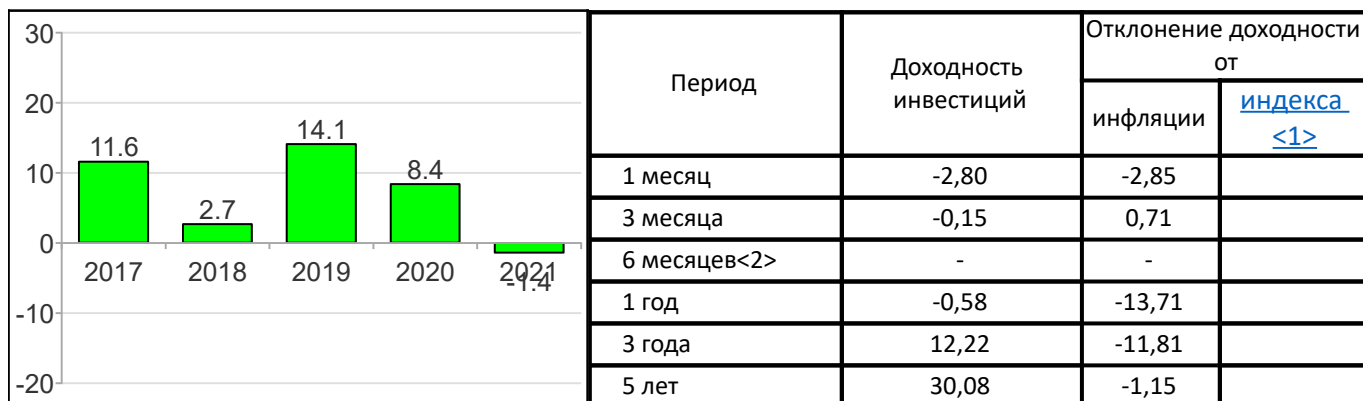 30
20
10
0
-10
-20
11.6
2.7
14.1
8.4
-1.4
2017 2018 2019 2020 2021
Период
Доходность
инвестиций
Отклонение доходности
от
инфляции
индекса
<1>
1 месяц -2,80 -2,85
3 месяца -0,15 0,71
6 месяцев<2> - -
1 год -0,58 -13,71
3 года 12,22 -11,81
5 лет 30,08 -1,15